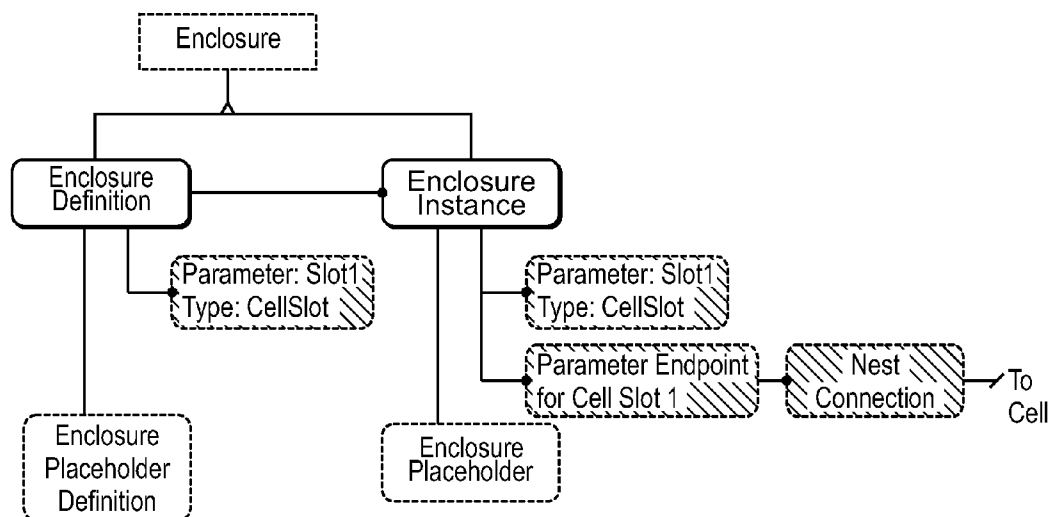 Enclosure
Enclosure
Definition
Enclosure
Instance
Parameter: Slot1
Type: CellSlot
Parameter: Slot1
Type: CellSlot
Parameter Endpoint
for Cell Slot 1
Nest
Connection
To
Cell
Enclosure
Placeholder
Definition
Enclosure
Placeholder